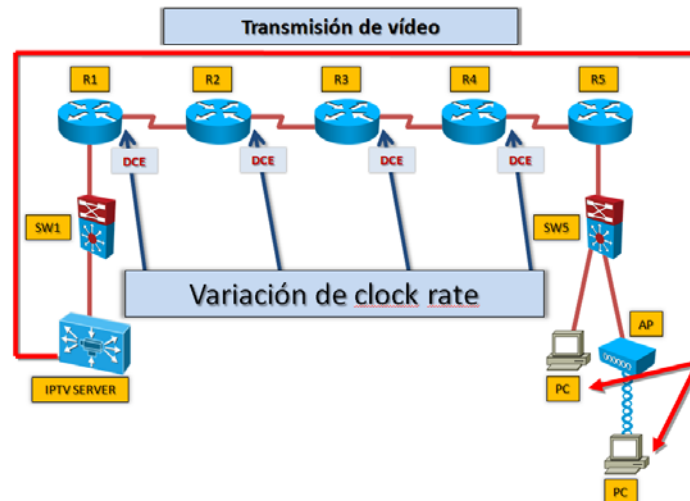 Transmisión de vídeo
R1
R2
R3
R4
R5
DCE
DCE
DCE
DCE
SW1
SW5
Variación de clock rate
AP
IPTV SERVER
PC
PC